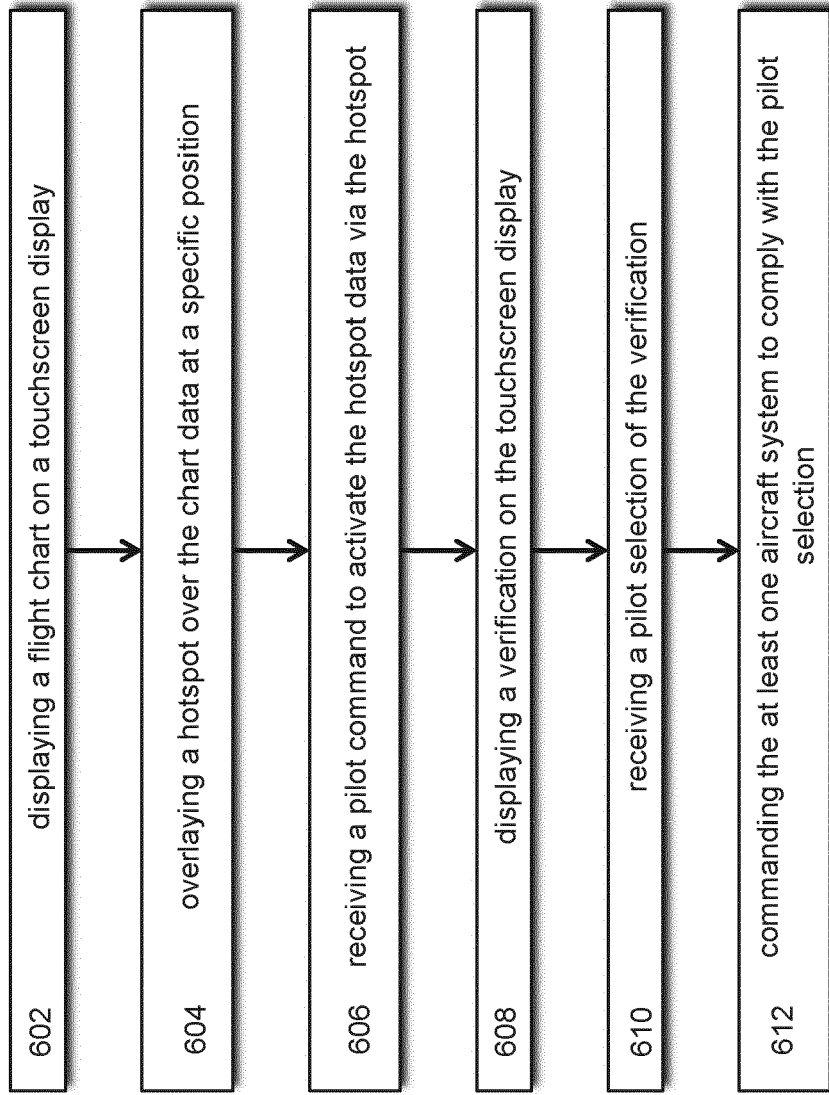 602 displaying a flight chart on a touchscreen display
604 overlaying a hotspot over the chart data at a specific position
606 receiving a pilot command to activate the hotspot data via the hotspot
608 displaying a verification on the touchscreen display
610 receiving a pilot selection of the verification
612 commanding the at least one aircraft system to comply with the pilot
selection